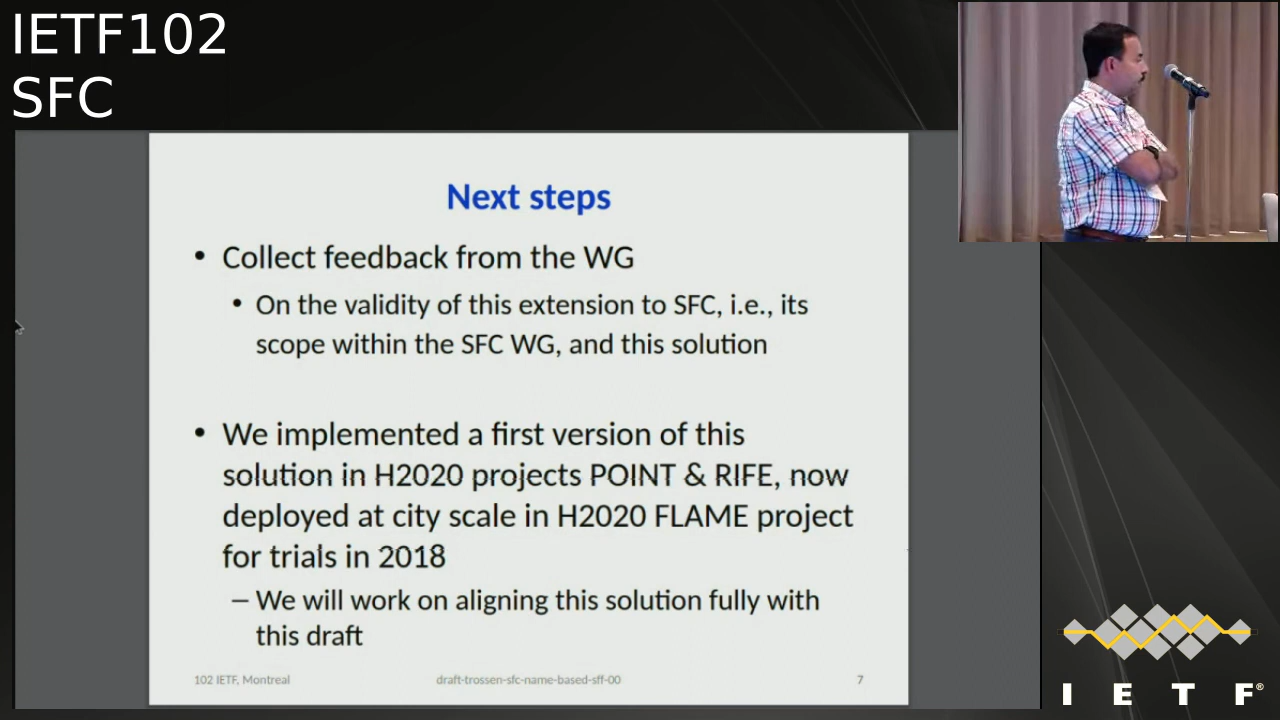 IETF102
SFC
Next steps
• Collect feedback from the WG
• On the validity of this extension to SFC, i.e., its
scope within the SFC WG, and this solution
• We implemented a first version of this
solution in H2020 projects POINT & RIFE, now
deployed at city scale in H2020 FLAME project
for trials in 2018
– We will work on aligning this solution fully with
this draft
102 IETF, Montreal
draft-trossen-sfc-name-based-sff-00
7
I E T F®